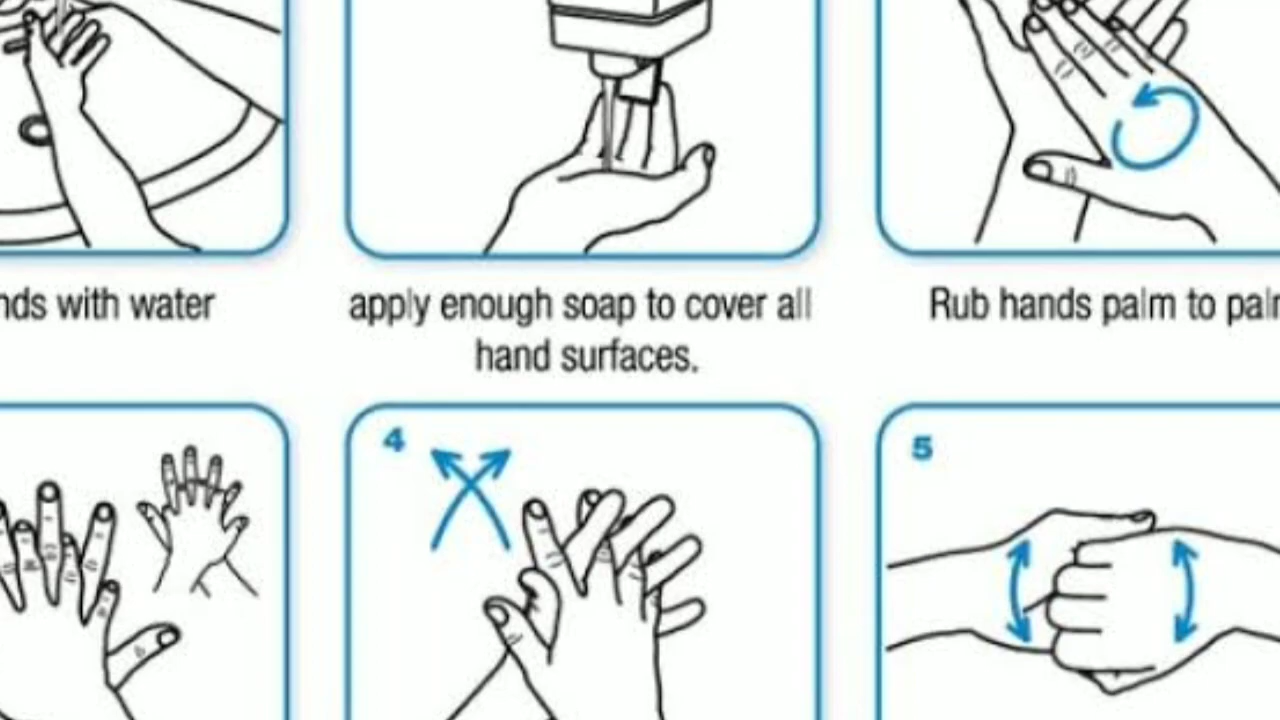 nds with water
apply enough soap to cover all
hand surfaces.
Rub hands palm to pal
4
5